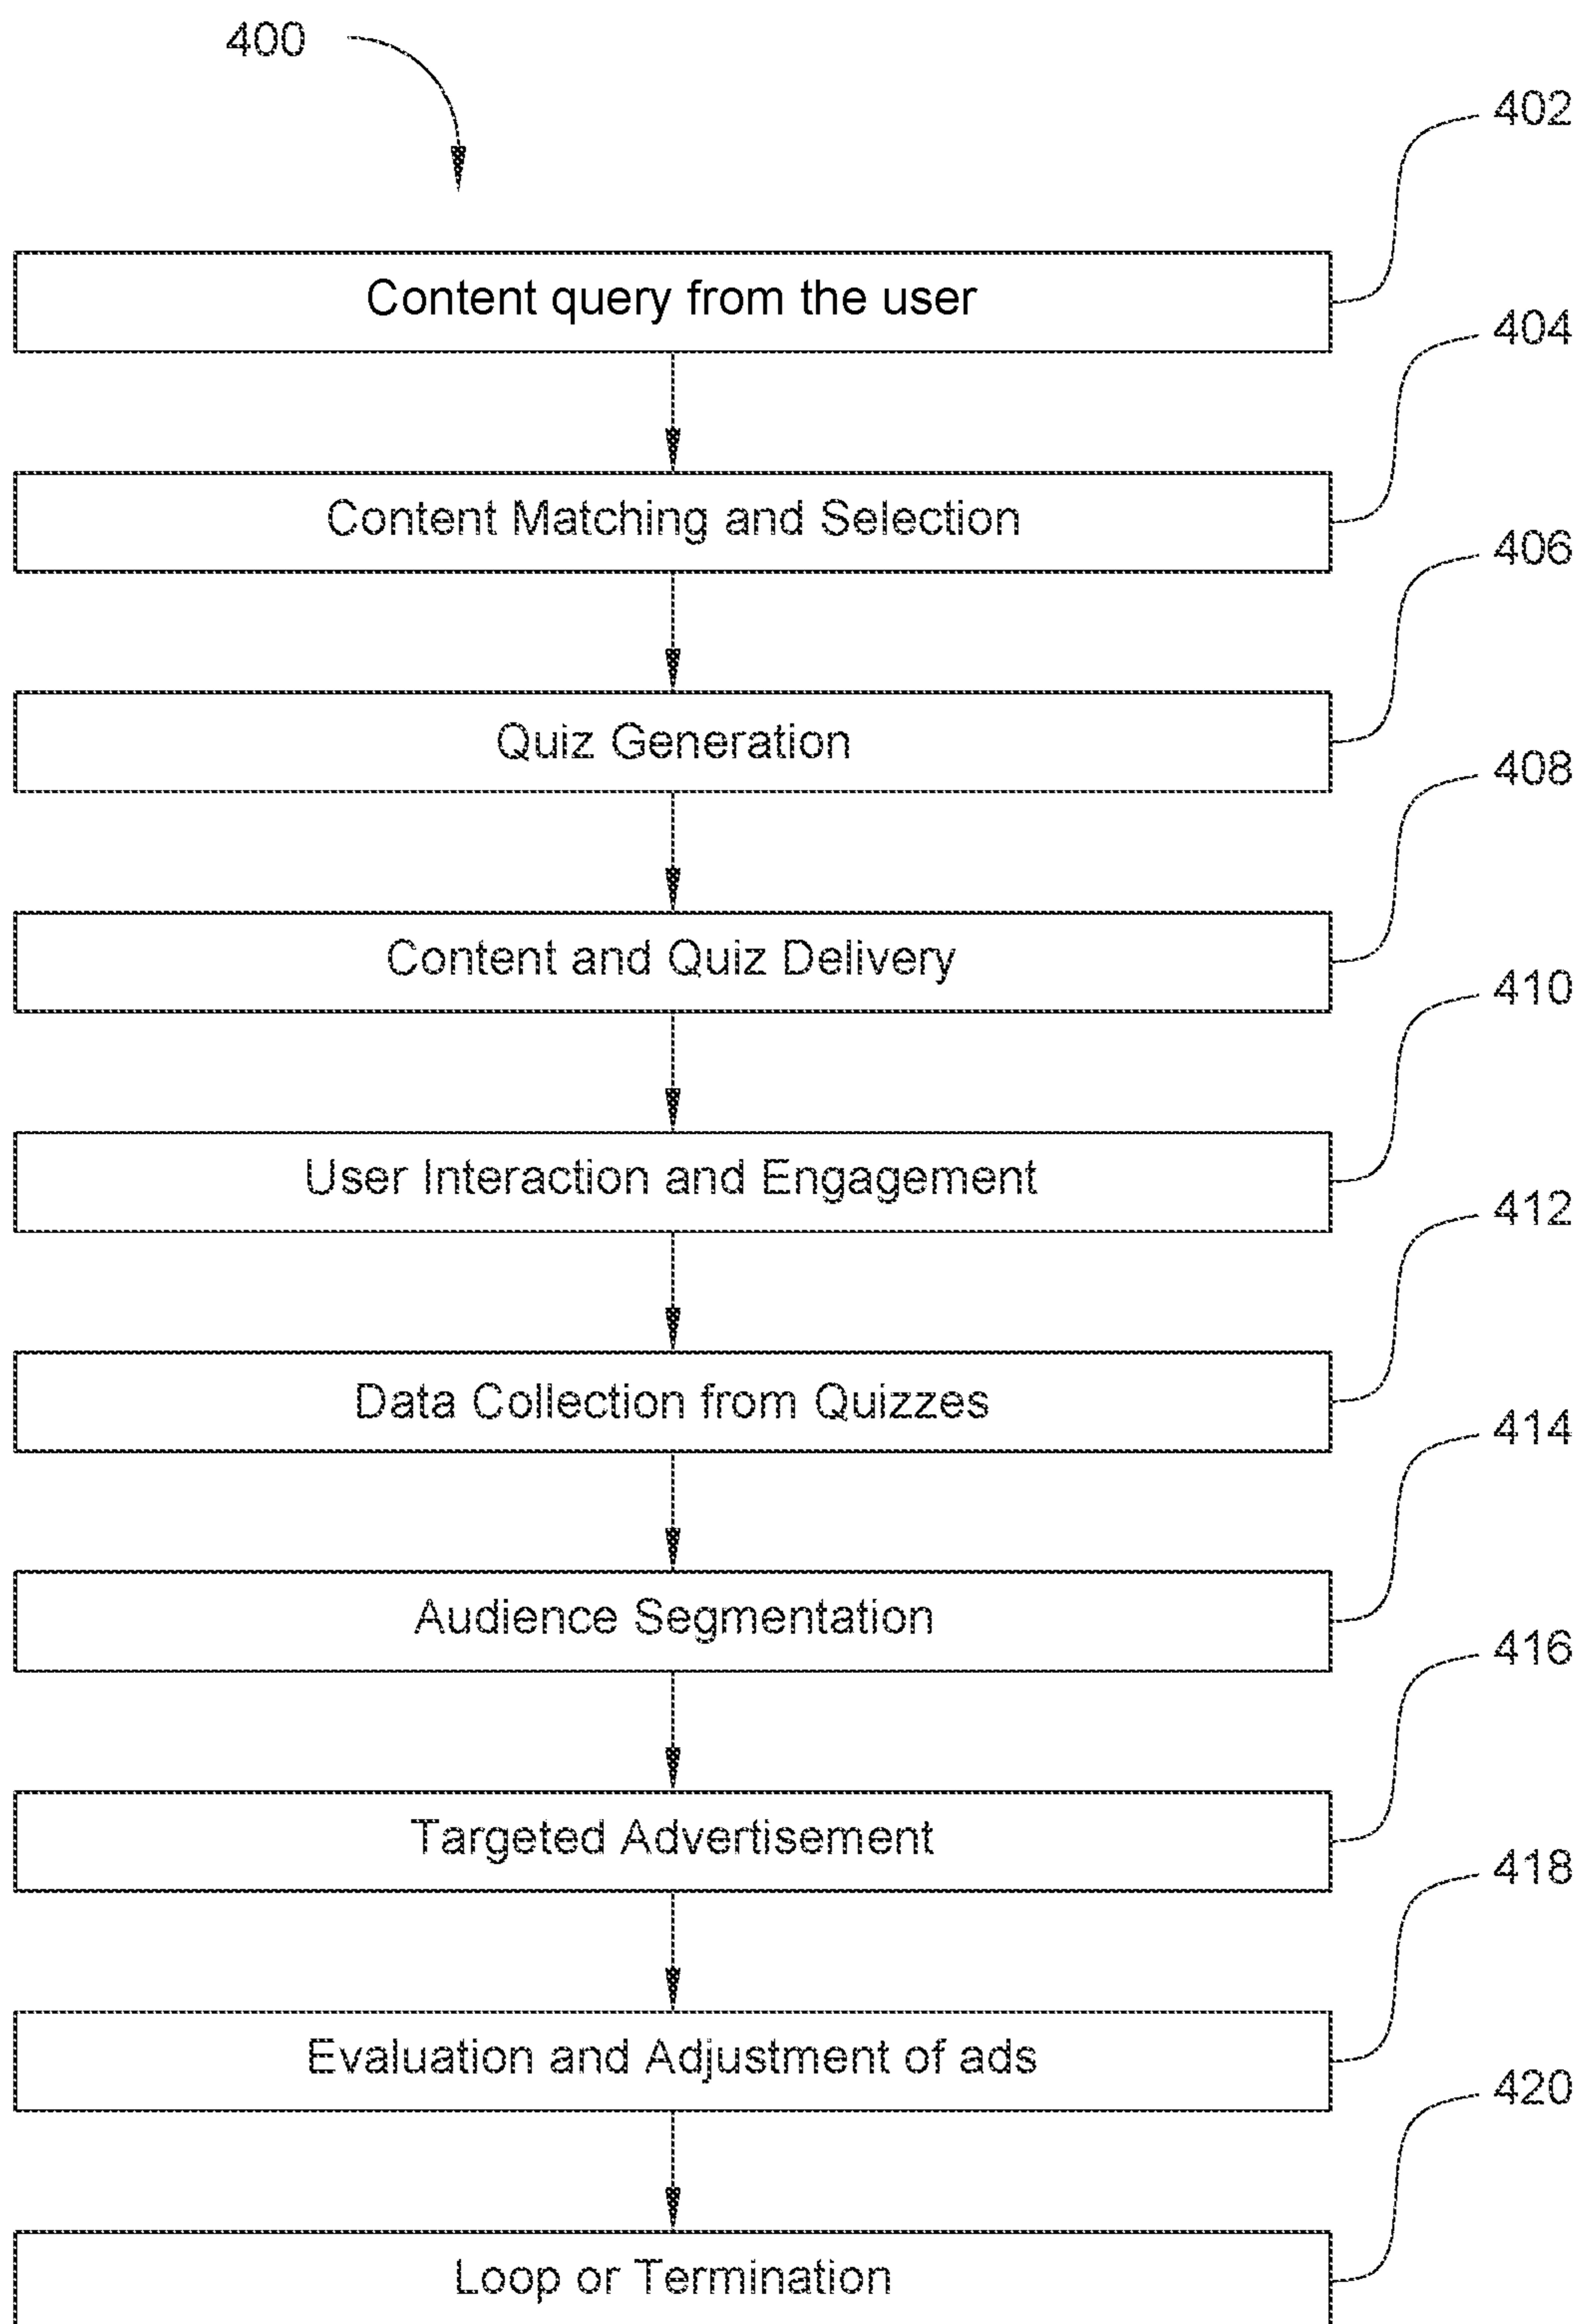 400
402
Content query from the user
404
Content Matching and Selection
406
Quiz Generation
408
Content and Quiz Delivery
410
User Interaction and Engagement
412
Data Collection from Quizzes
414
Audience Segmentation
416
Targeted Advertisement
418
Evaluation and Adjustment of ads
420
Loop or Termination